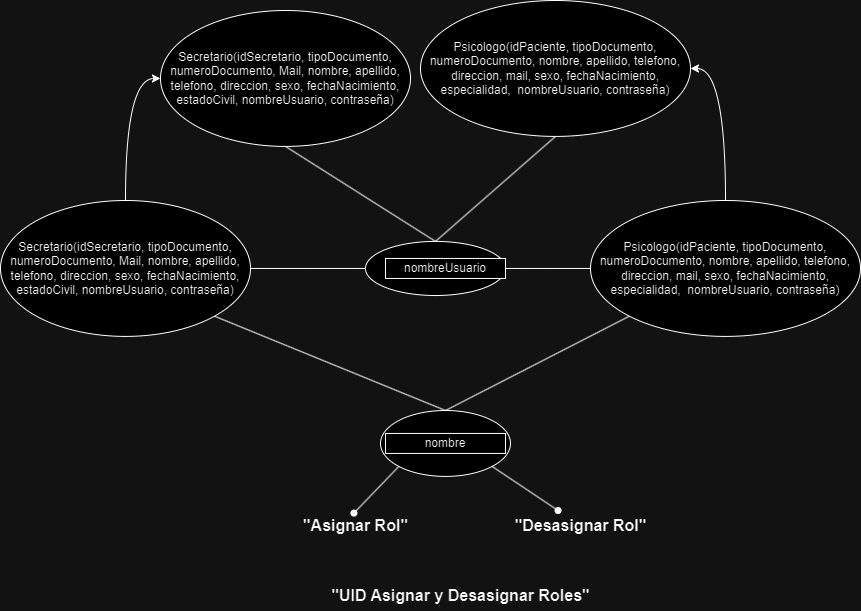 Secretario(idSecretario, tipoDocumento,
numeroDocumento, Mail, nombre, apellido,
telefono, direccion, sexo, fechaNacimiento,
estadoCivil, nombreUsuario, contraseña)
Psicologo(idPaciente, tipoDocumento,
numeroDocumento, nombre, apellido, telefono,
direccion, mail, sexo, fechaNacimiento,
especialidad, nombreUsuario, contraseña)
Secretario(idSecretario, tipoDocumento,
numeroDocumento, Mail, nombre, apellido,
telefono, direccion, sexo, fechaNacimiento,
estadoCivil, nombreUsuario, contraseña)
nombreUsuario
Psicologo(idPaciente, tipoDocumento,
numeroDocumento, nombre, apellido, telefono,
direccion, mail, sexo, fechaNacimiento,
especialidad, nombreUsuario, contraseña)
nombre
"Asignar Rol"
"Desasignar Rol"
"UID Asignar y Desasignar Roles"